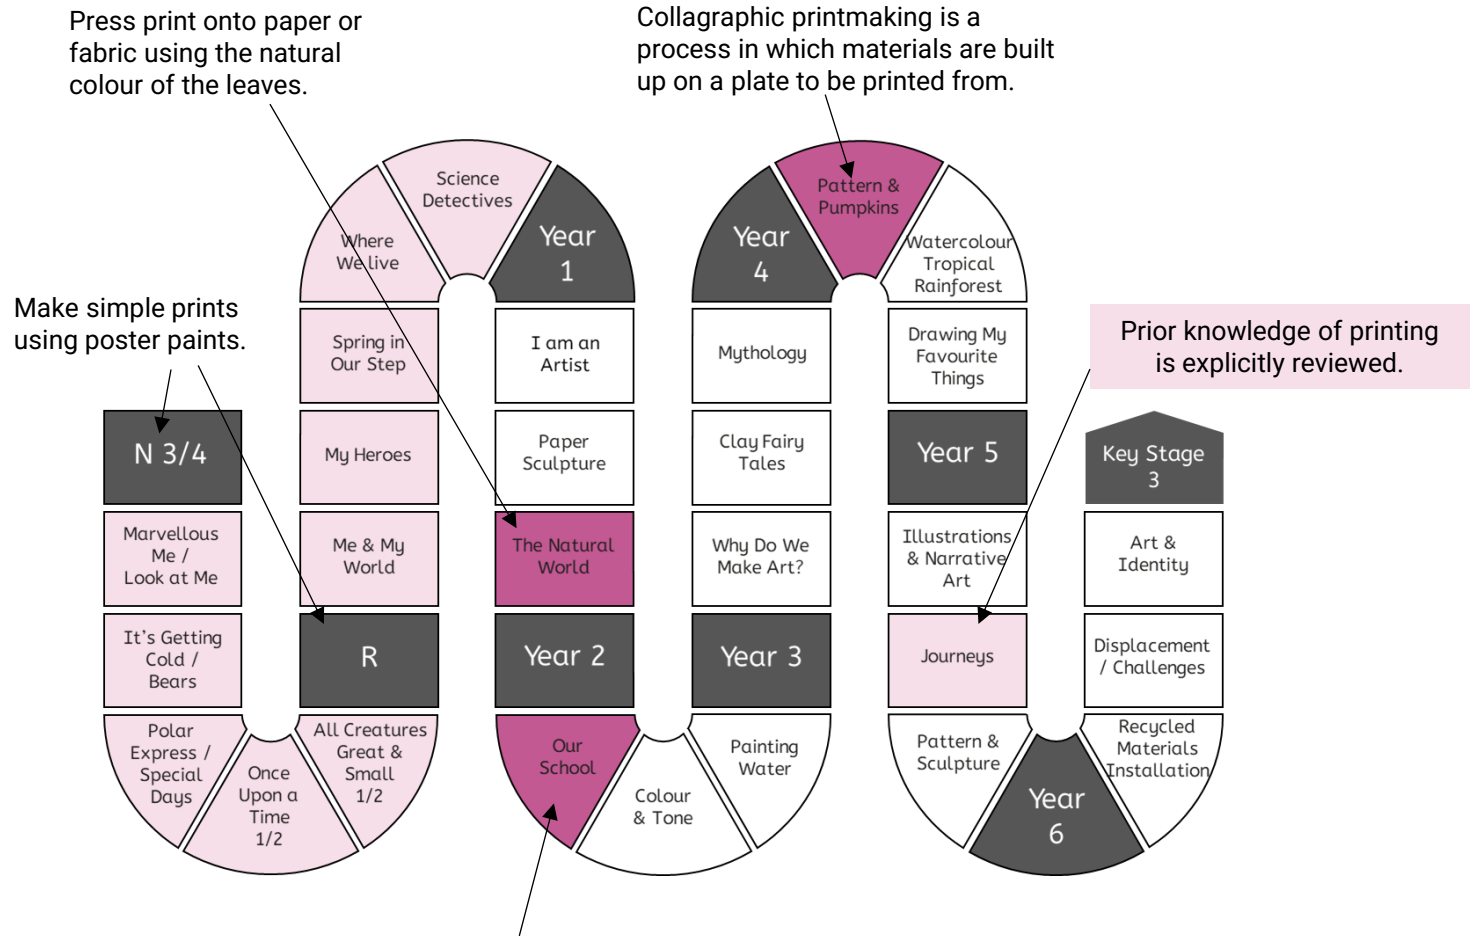 Press print onto paper or
fabric using the natural
colour of the leaves.
Collagraphic printmaking is a
process in which materials are built
up on a plate to be printed from.
Make simple prints
using poster paints.
Prior knowledge of printing
is explicitly reviewed.
N 3/4
Marvellous
Me /
Look at Me
It's Getting
Cold /
Bears
Polar
Express /
Special
Days
Once
Upon a
Time
1/2
All Creatures
Great &
Small
1/2
R
Me & My
World
My Heroes
Spring in
Our Step
Where
We live
Science
Detectives
Year
1
I am an
Artist
Paper
Sculpture
The Natural
World
Year 2
Our
School
Colour
& Tone
Painting
Water
Year 3
Why Do We
Make Art?
Clay Fairy
Tales
Mythology
Year
4
Pattern &
Pumpkins
Watercolour
Tropical
Rainforest
Drawing My
Favourite
Things
Year 5
Illustrations
& Narrative
Art
Journeys
Pattern &
Sculpture
Year
6
Recycled
Materials
Installation
Displacement
/ Challenges
Art &
Identity
Key Stage
3